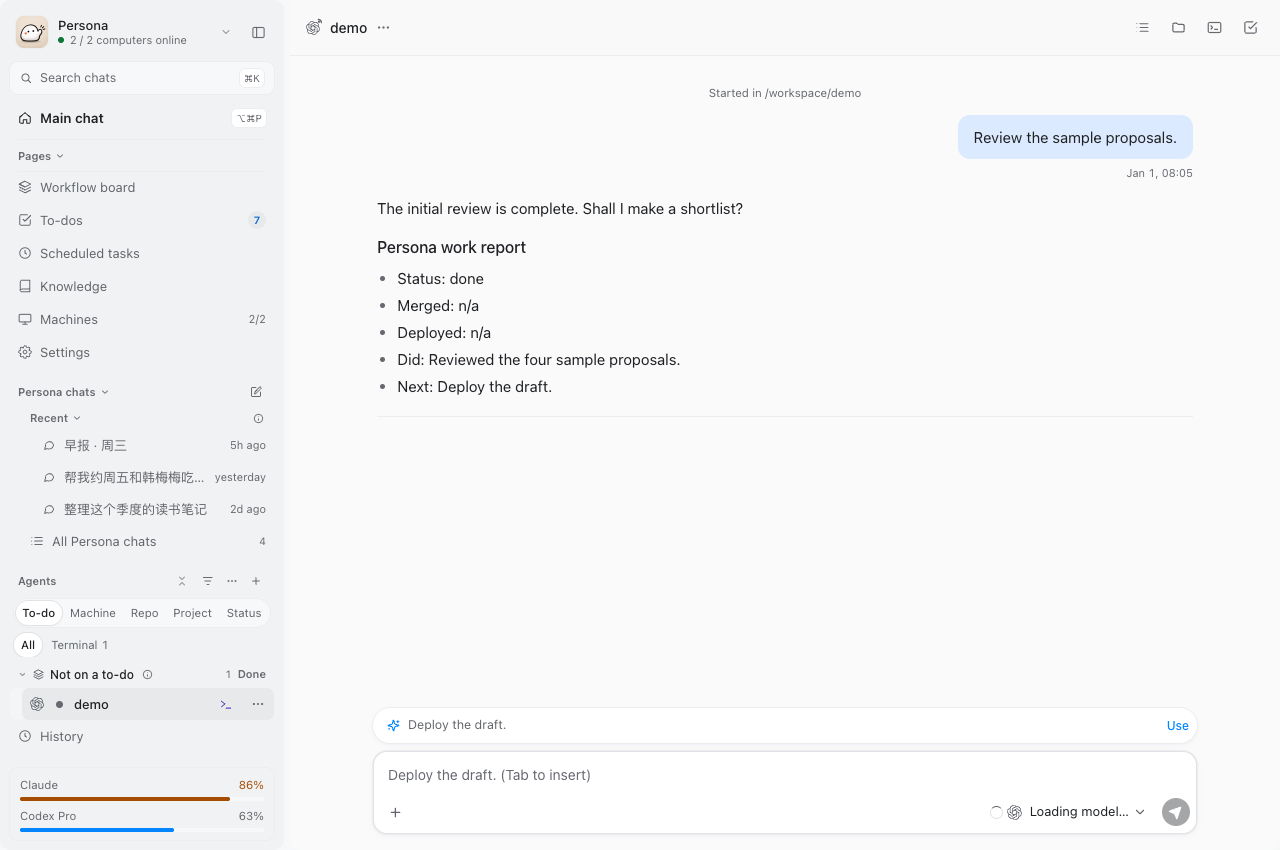 Persona
2 / 2 computers online
Search chats
⌘K
Main chat
⌥⌘P
Pages
Workflow board
To-dos
7
Scheduled tasks
Knowledge
Machines
2/2
Settings
Persona chats
Recent
早报 · 周三
5h ago
帮我约周五和韩梅梅吃...
yesterday
整理这个季度的读书笔记
2d ago
All Persona chats
4
Agents
To-do
Machine
Repo
Project
Status
All
Terminal 1
Not on a to-do
1 Done
demo
History
Claude
86%
Codex Pro
63%
demo
Started in /workspace/demo
Review the sample proposals.
Jan 1, 08:05
The initial review is complete. Shall I make a shortlist?
Persona work report
Status: done
Merged: n/a
Deployed: n/a
Did: Reviewed the four sample proposals.
Next: Deploy the draft.
Deploy the draft.
Use
Deploy the draft. (Tab to insert)
Loading model...